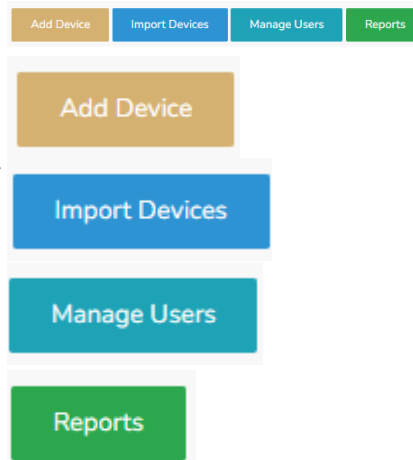 Add Device Import Devices Manage Users Reports
Add Device
Import Devices
Manage Users
Reports